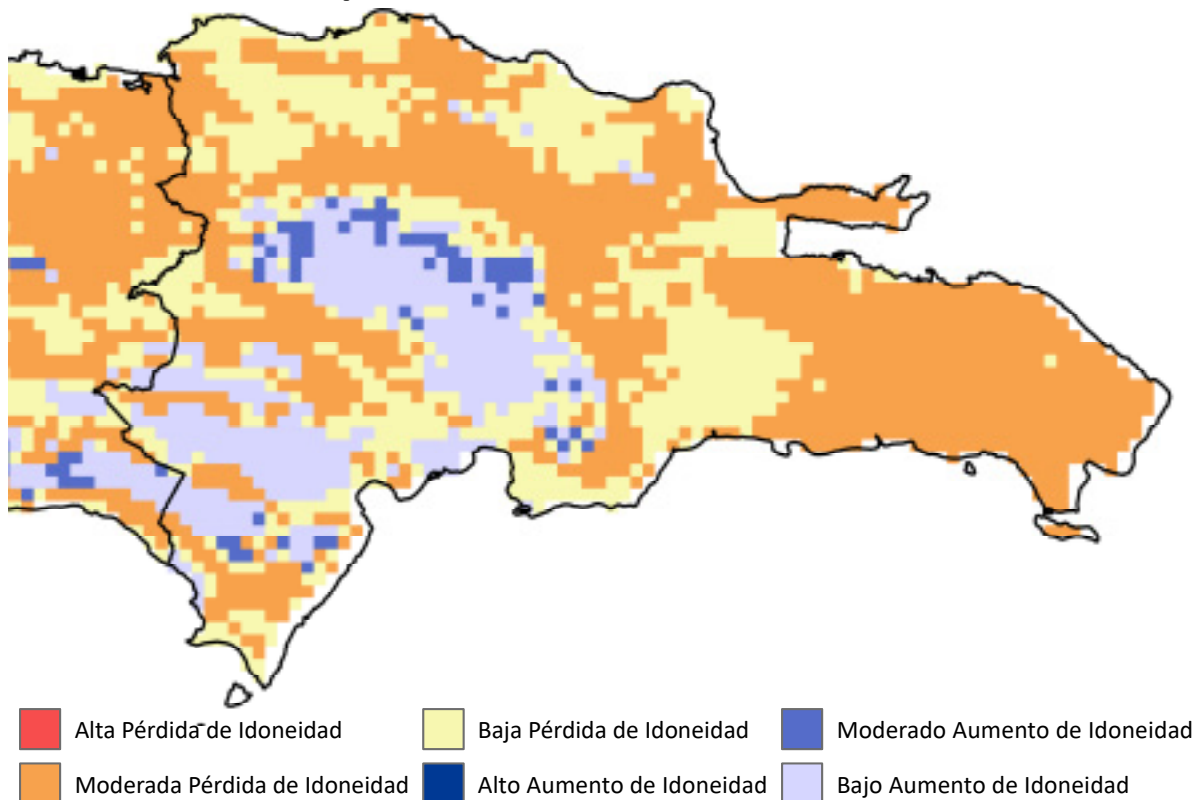 Alta Pérdida de Idoneidad
Baja Pérdida de Idoneidad
Moderado Aumento de Idoneidad
Moderada Pérdida de Idoneidad
Alto Aumento de Idoneidad
Bajo Aumento de Idoneidad